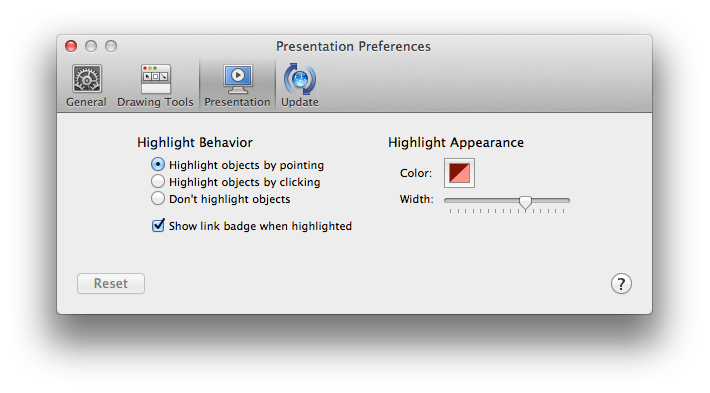 Presentation Preferences
General Drawing Tools Presentation Update
Highlight Behavior
Highlight objects by pointing
Highlight objects by clicking
Don't highlight objects
Show link badge when highlighted
Highlight Appearance
Color:
Width:
Reset
?